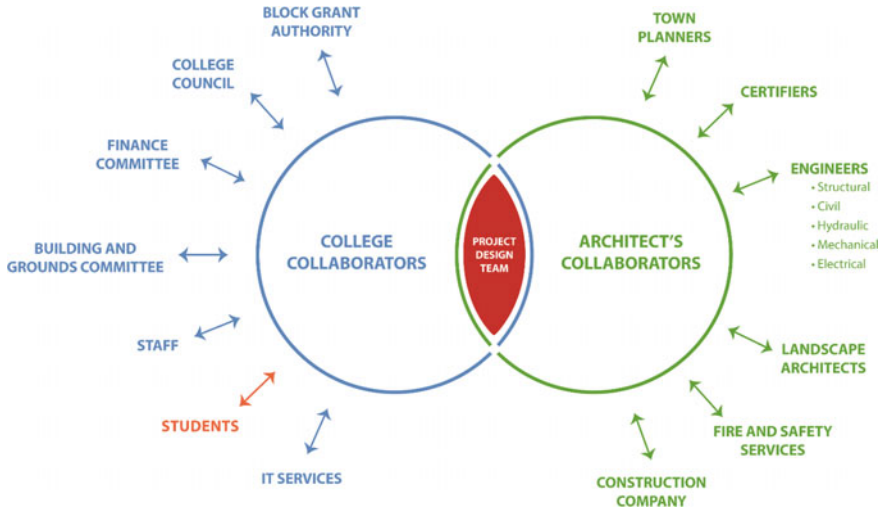 BLOCK GRANT
AUTHORITY
COLLEGE
COUNCIL
FINANCE
COMMITTEE
BUILDING AND
GROUNDS COMMITTEE
STAFF
STUDENTS
IT SERVICES
COLLEGE
COLLABORATORS
PROJECT
DESIGN
TEAM
ARCHITECT'S
COLLABORATORS
TOWN
PLANNERS
CERTIFIERS
ENGINEERS
• Structural
• Civil
• Hydraulic
• Mechanical
• Electrical
LANDSCAPE
ARCHITECTS
FIRE AND SAFETY
SERVICES
CONSTRUCTION
COMPANY